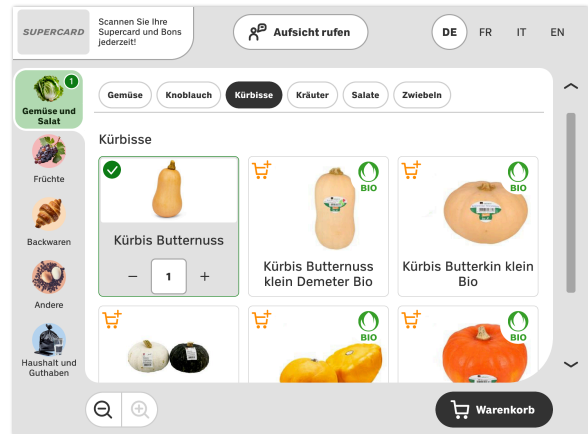 SUPERCARD
Scannen Sie Ihre
Supercard und Bons
jederzeit!
Aufsicht rufen
DE
FR
IT
EN
1
Gemüse und
Salat
Früchte
Backwaren
Andere
Haushalt und
Guthaben
Gemüse
Knoblauch
Kürbisse
Kräuter
Salate
Zwiebeln
Kürbisse
Kürbis Butternuss
− 1 +
BIO
Kürbis Butternuss
klein Demeter Bio
BIO
Kürbis Butterkin klein
Bio
BIO
BIO
Warenkorb